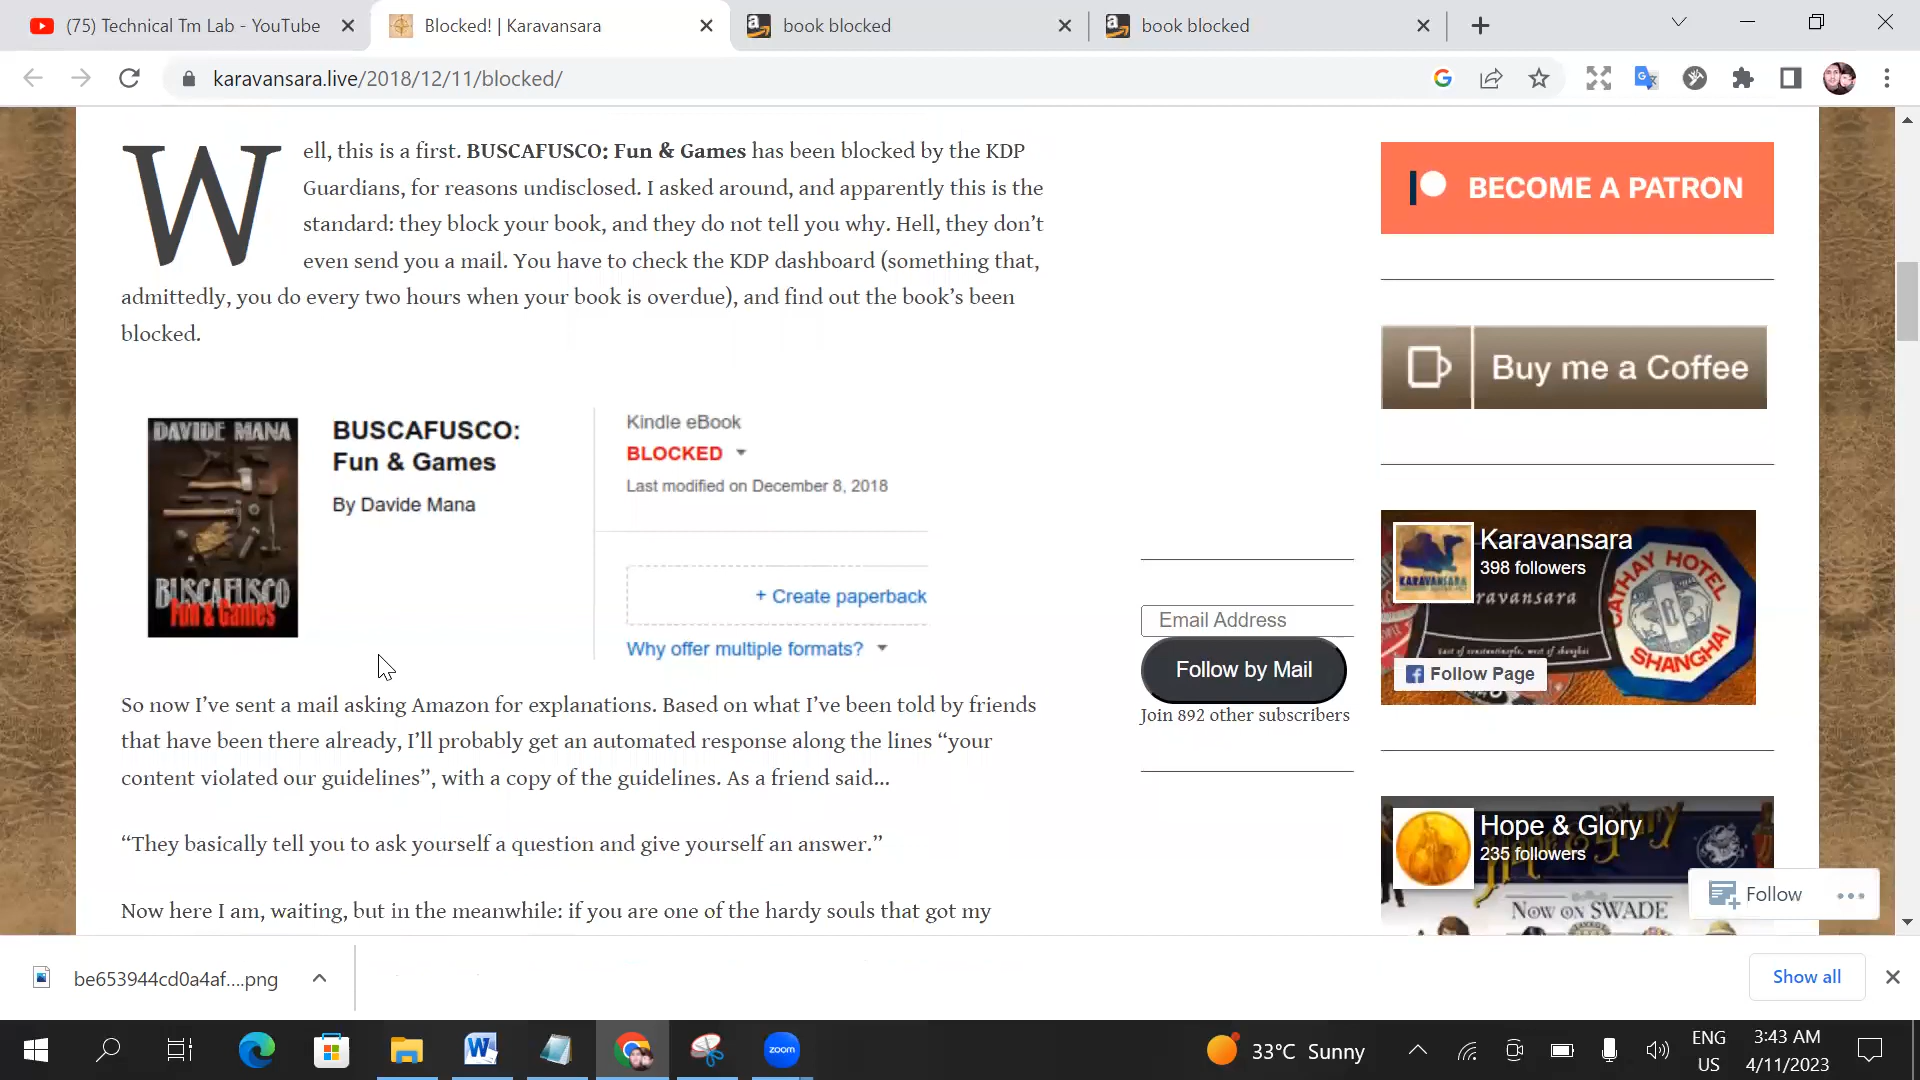 (75) Technical Tm Lab - YouTube
Blocked! | Karavansara
book blocked
book blocked
karavansara.live/2018/12/11/blocked/
Well, this is a first. BUSCAFUSCO: Fun & Games has been blocked by the KDP
Guardians, for reasons undisclosed. I asked around, and apparently this is the
standard: they block your book, and they do not tell you why. Hell, they don’t
even send you a mail. You have to check the KDP dashboard (something that,
admittedly, you do every two hours when your book is overdue), and find out the book’s been
blocked.
DAVIDE MANA
BUSCAFUSCO
Fun & Games
BUSCAFUSCO:
Fun & Games
By Davide Mana
Kindle eBook
BLOCKED
Last modified on December 8, 2018
+ Create paperback
Why offer multiple formats?
So now I’ve sent a mail asking Amazon for explanations. Based on what I’ve been told by friends
that have been there already, I’ll probably get an automated response along the lines “your
content violated our guidelines”, with a copy of the guidelines. As a friend said…
“They basically tell you to ask yourself a question and give yourself an answer.”
Now here I am, waiting, but in the meanwhile: if you are one of the hardy souls that got my
Email Address
Follow by Mail
Join 892 other subscribers
BECOME A PATRON
Buy me a Coffee
Karavansara
398 followers
KARAVANSARA
ravansara
East of constantinople, west of shanghai
CATHAY HOTEL
SHANGHAI
Follow Page
Hope & Glory
235 followers
NOW ON SWADE
Follow
be653944cd0a4af....png
Show all
zoom
33°C Sunny
ENG
US
3:43 AM
4/11/2023